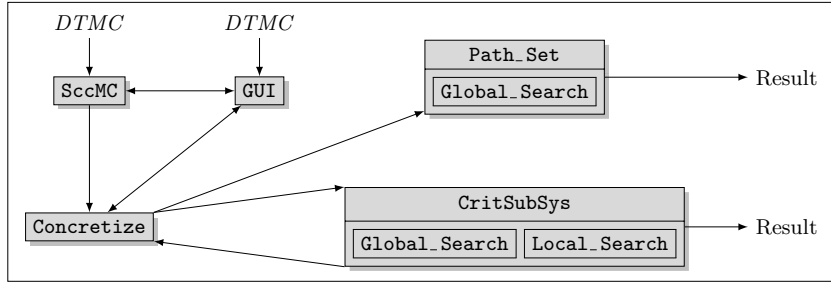 DTMC DTMC
SccMC GUI
Path_Set
Global_Search
Result
Concretize
CritSubSys
Global_Search Local_Search
Result